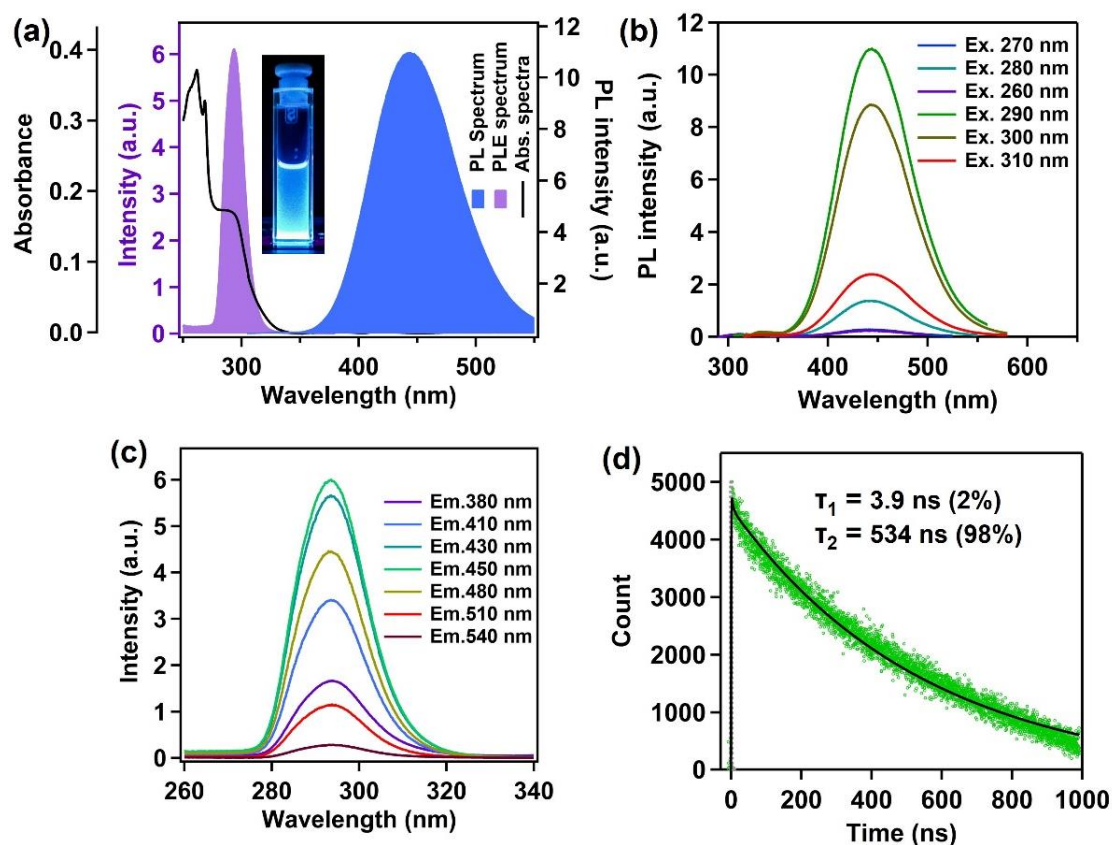 (a)
0.4
0.3
0.2
0.1
0.0
Absorbance
6
5
4
3
2
1
0
Intensity (a.u.)
PL Spectrum
PLE spectrum
Abs. spectra
12
10
8
6
4
2
PL intensity
(a.u.)
300 400 500
Wavelength (nm)
(b)
12
10
8
6
4
2
0
PL intensity (a.u.)
Ex. 270 nm
Ex. 280 nm
Ex. 260 nm
Ex. 290 nm
Ex. 300 nm
Ex. 310 nm
300 400 500 600
Wavelength (nm)
(c)
6
5
4
3
2
1
0
Intensity (a.u.)
Em.380 nm
Em.410 nm
Em.430 nm
Em.450 nm
Em.480 nm
Em.510 nm
Em.540 nm
260 280 300 320 340
Wavelength (nm)
(d)
5000
4000
3000
2000
1000
0
Count
τ1 = 3.9 ns (2%)
τ2 = 534 ns (98%)
0 200 400 600 800 1000
Time (ns)